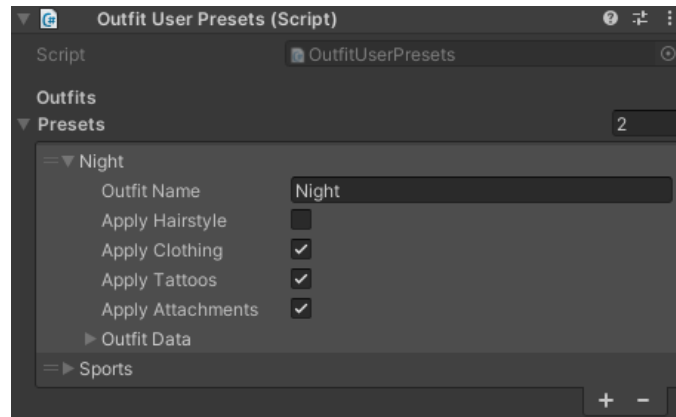 Outfit User Presets (Script)
Script OutfitUserPresets
Outfits
Presets 2
Night
Outfit Name Night
Apply Hairstyle
Apply Clothing
Apply Tattoos
Apply Attachments
Outfit Data
Sports